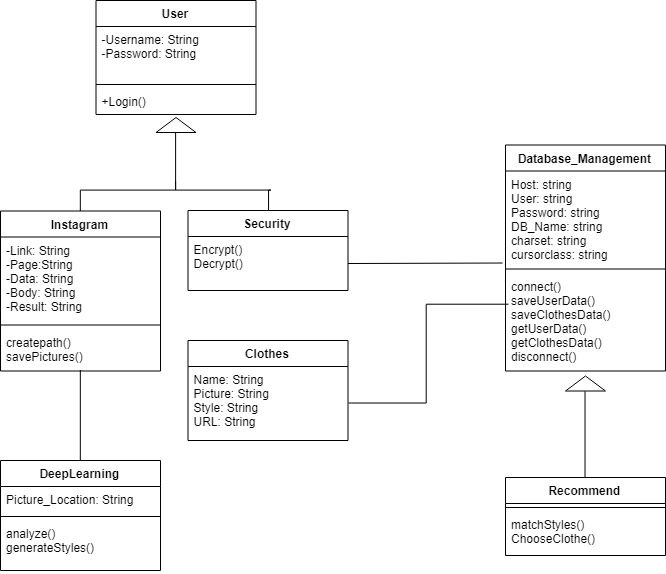 User
-Username: String
-Password: String
+Login()
Database_Management
Host: string
User: string
Password: string
DB_Name: string
charset: string
cursorclass: string
connect()
saveUserData()
saveClothesData()
getUserData()
getClothesData()
disconnect()
Instagram
-Link: String
-Page:String
-Data: String
-Body: String
-Result: String
createpath()
savePictures()
Security
Encrypt()
Decrypt()
Clothes
Name: String
Picture: String
Style: String
URL: String
DeepLearning
Picture_Location: String
analyze()
generateStyles()
Recommend
matchStyles()
ChooseClothe()